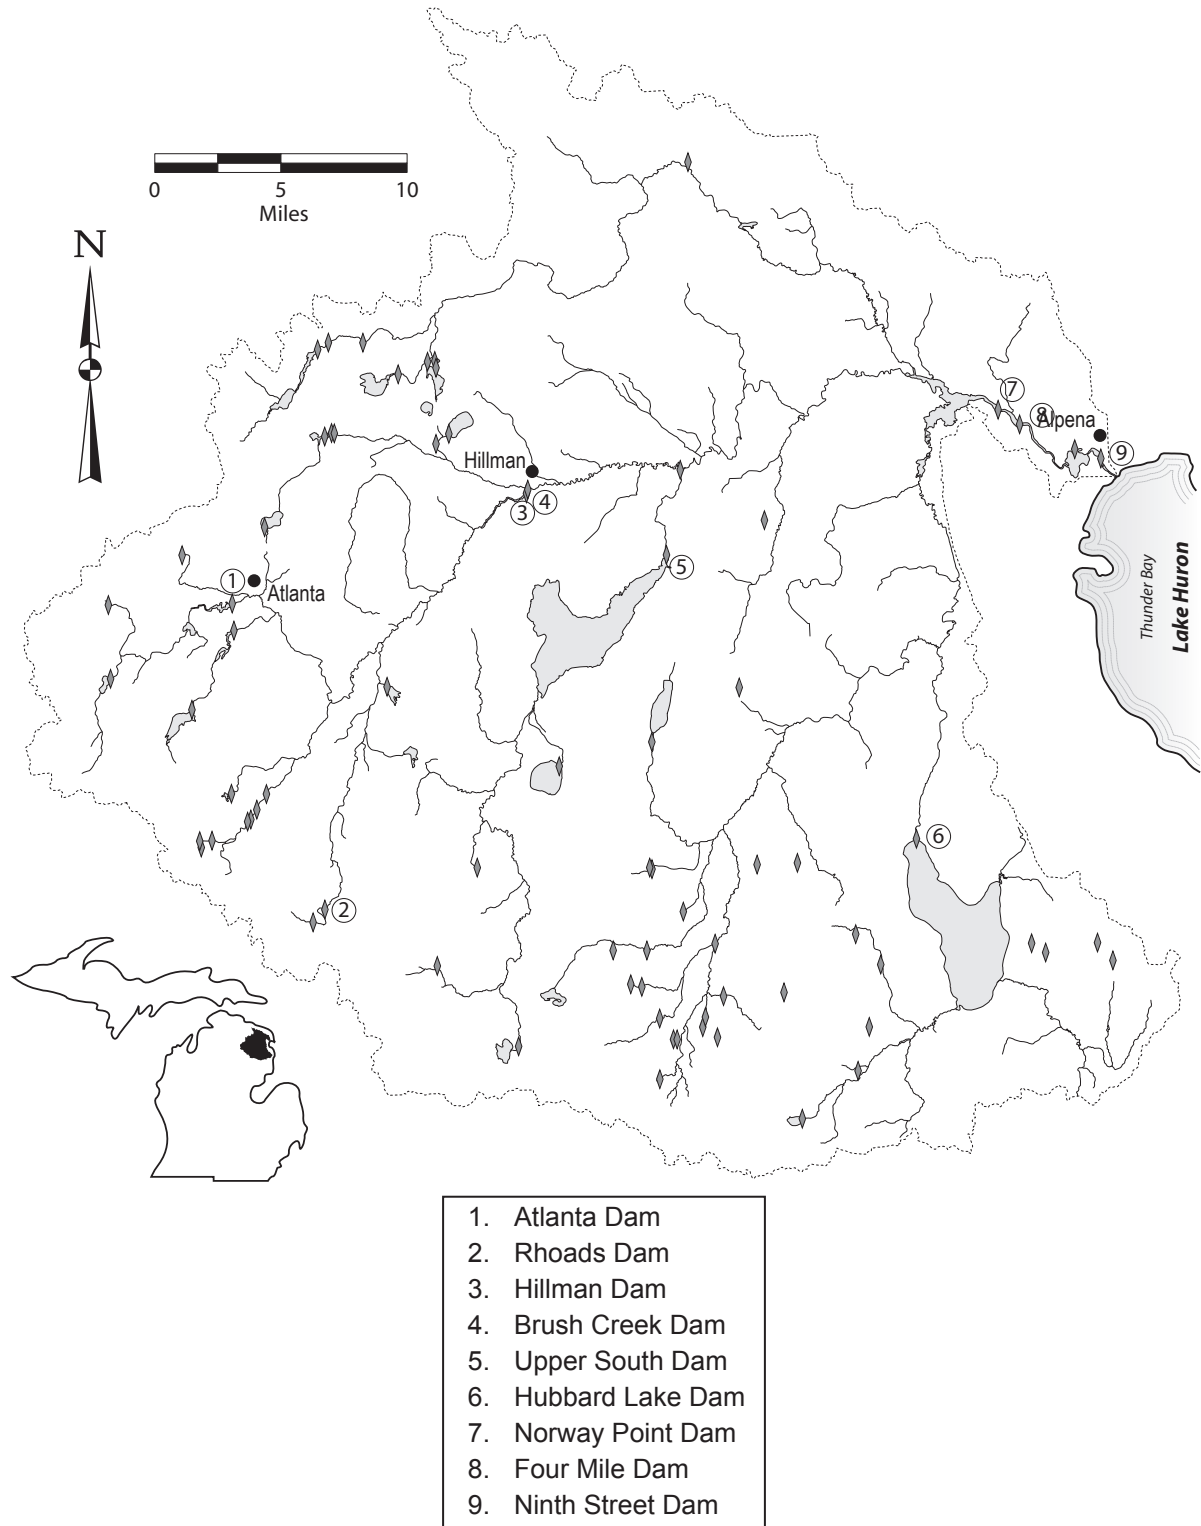 0 5 10
Miles
N
7
8
Alpena
9
Hillman
3
4
5
1
Atlanta
Thunder Bay
Lake Huron
6
2
1. Atlanta Dam
2. Rhoads Dam
3. Hillman Dam
4. Brush Creek Dam
5. Upper South Dam
6. Hubbard Lake Dam
7. Norway Point Dam
8. Four Mile Dam
9. Ninth Street Dam